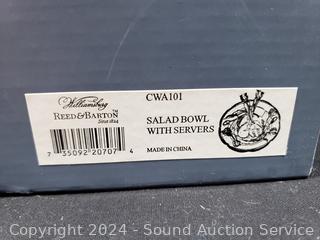 Williamsburg
REED & BARTON™
Since 1824
7 35092 20707 4
CWA101
SALAD BOWL
WITH SERVERS
MADE IN CHINA
Copyright © 2024 - Sound Auction Service